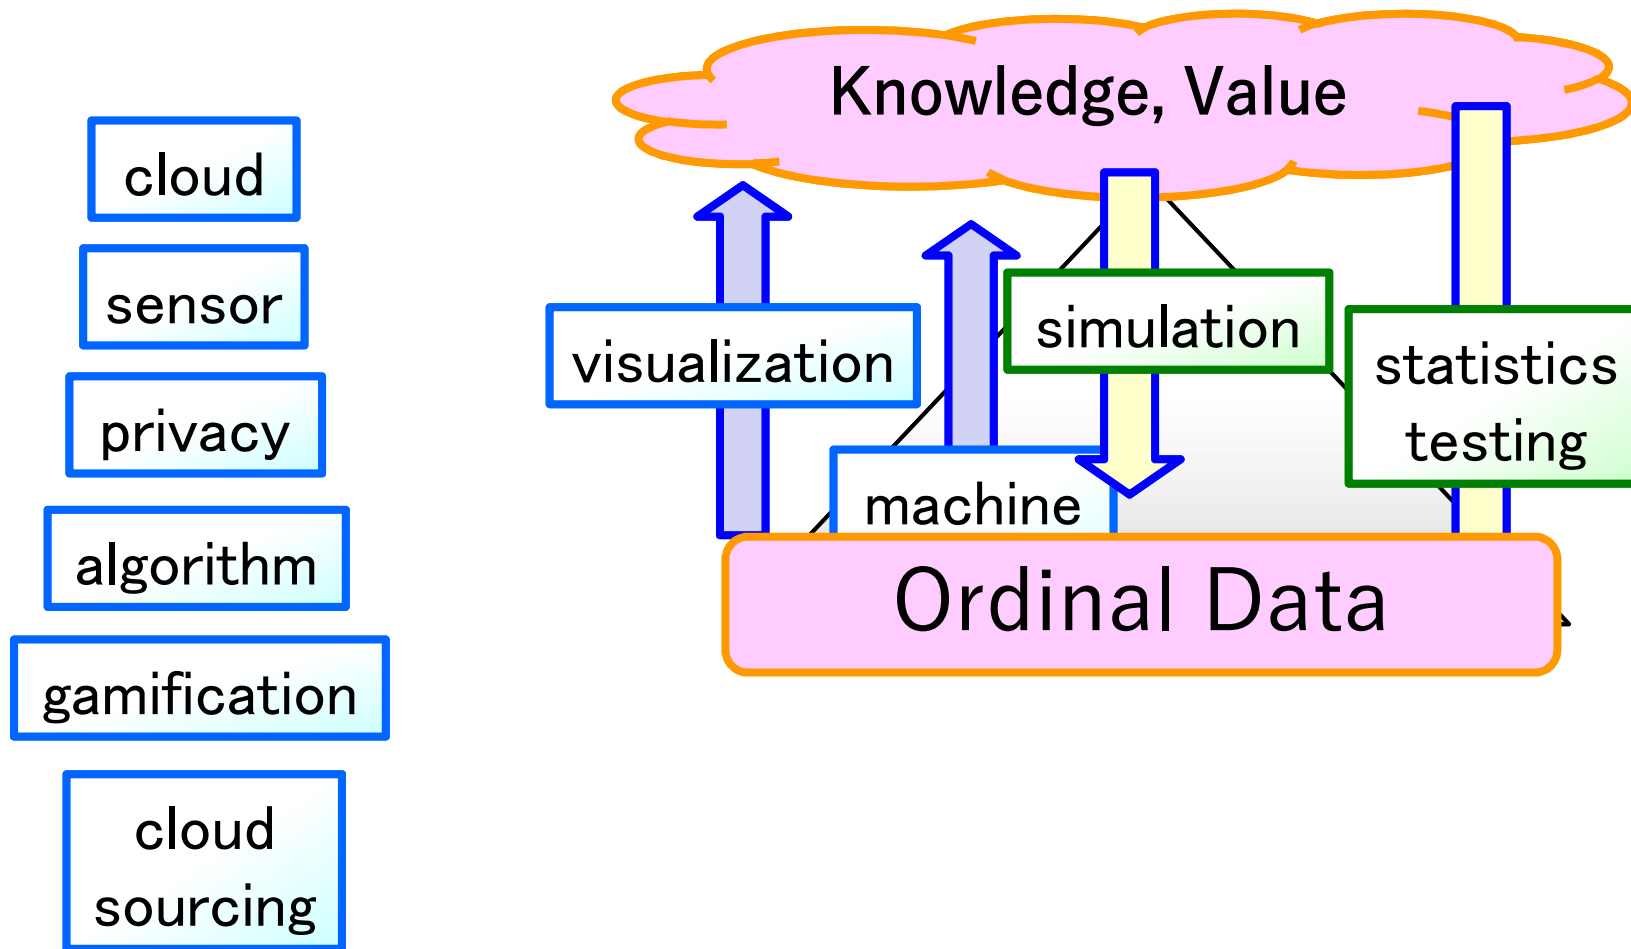 Knowledge, Value
cloud
sensor
privacy
algorithm
gamification
cloud
sourcing
visualization
machine
simulation
statistics
testing
Ordinal Data